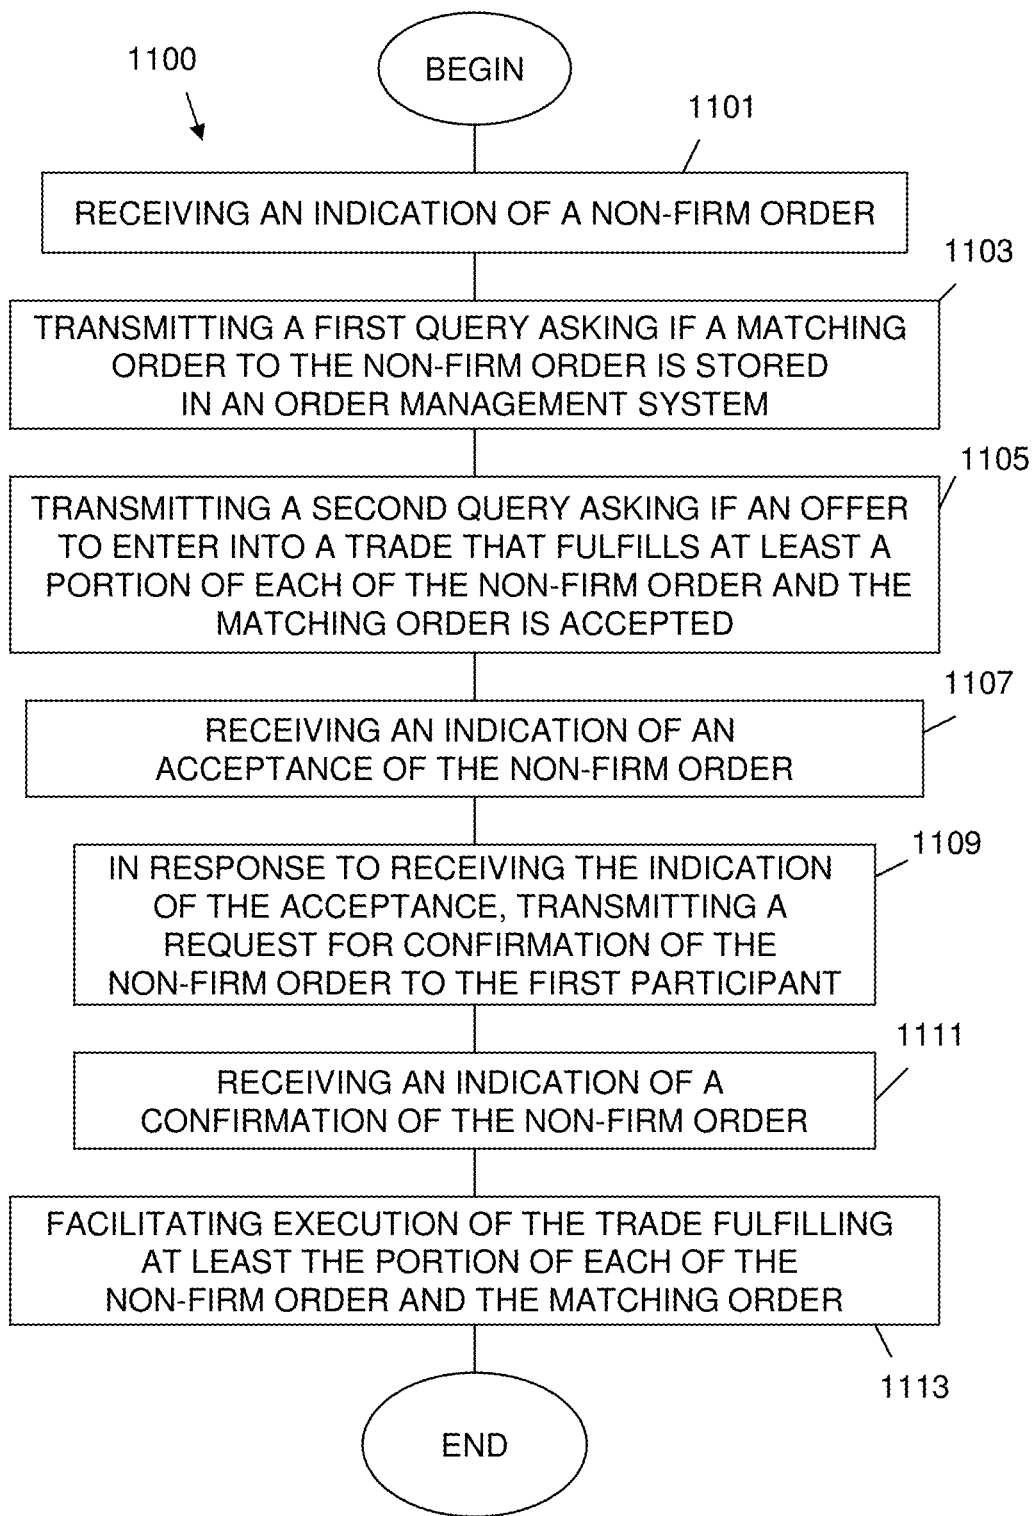 1100
BEGIN
1101
RECEIVING AN INDICATION OF A NON-FIRM ORDER
1103
TRANSMITTING A FIRST QUERY ASKING IF A MATCHING
ORDER TO THE NON-FIRM ORDER IS STORED
IN AN ORDER MANAGEMENT SYSTEM
1105
TRANSMITTING A SECOND QUERY ASKING IF AN OFFER
TO ENTER INTO A TRADE THAT FULFILLS AT LEAST A
PORTION OF EACH OF THE NON-FIRM ORDER AND THE
MATCHING ORDER IS ACCEPTED
1107
RECEIVING AN INDICATION OF AN
ACCEPTANCE OF THE NON-FIRM ORDER
1109
IN RESPONSE TO RECEIVING THE INDICATION
OF THE ACCEPTANCE, TRANSMITTING A
REQUEST FOR CONFIRMATION OF THE
NON-FIRM ORDER TO THE FIRST PARTICIPANT
1111
RECEIVING AN INDICATION OF A
CONFIRMATION OF THE NON-FIRM ORDER
FACILITATING EXECUTION OF THE TRADE FULFILLING
AT LEAST THE PORTION OF EACH OF THE
NON-FIRM ORDER AND THE MATCHING ORDER
1113
END